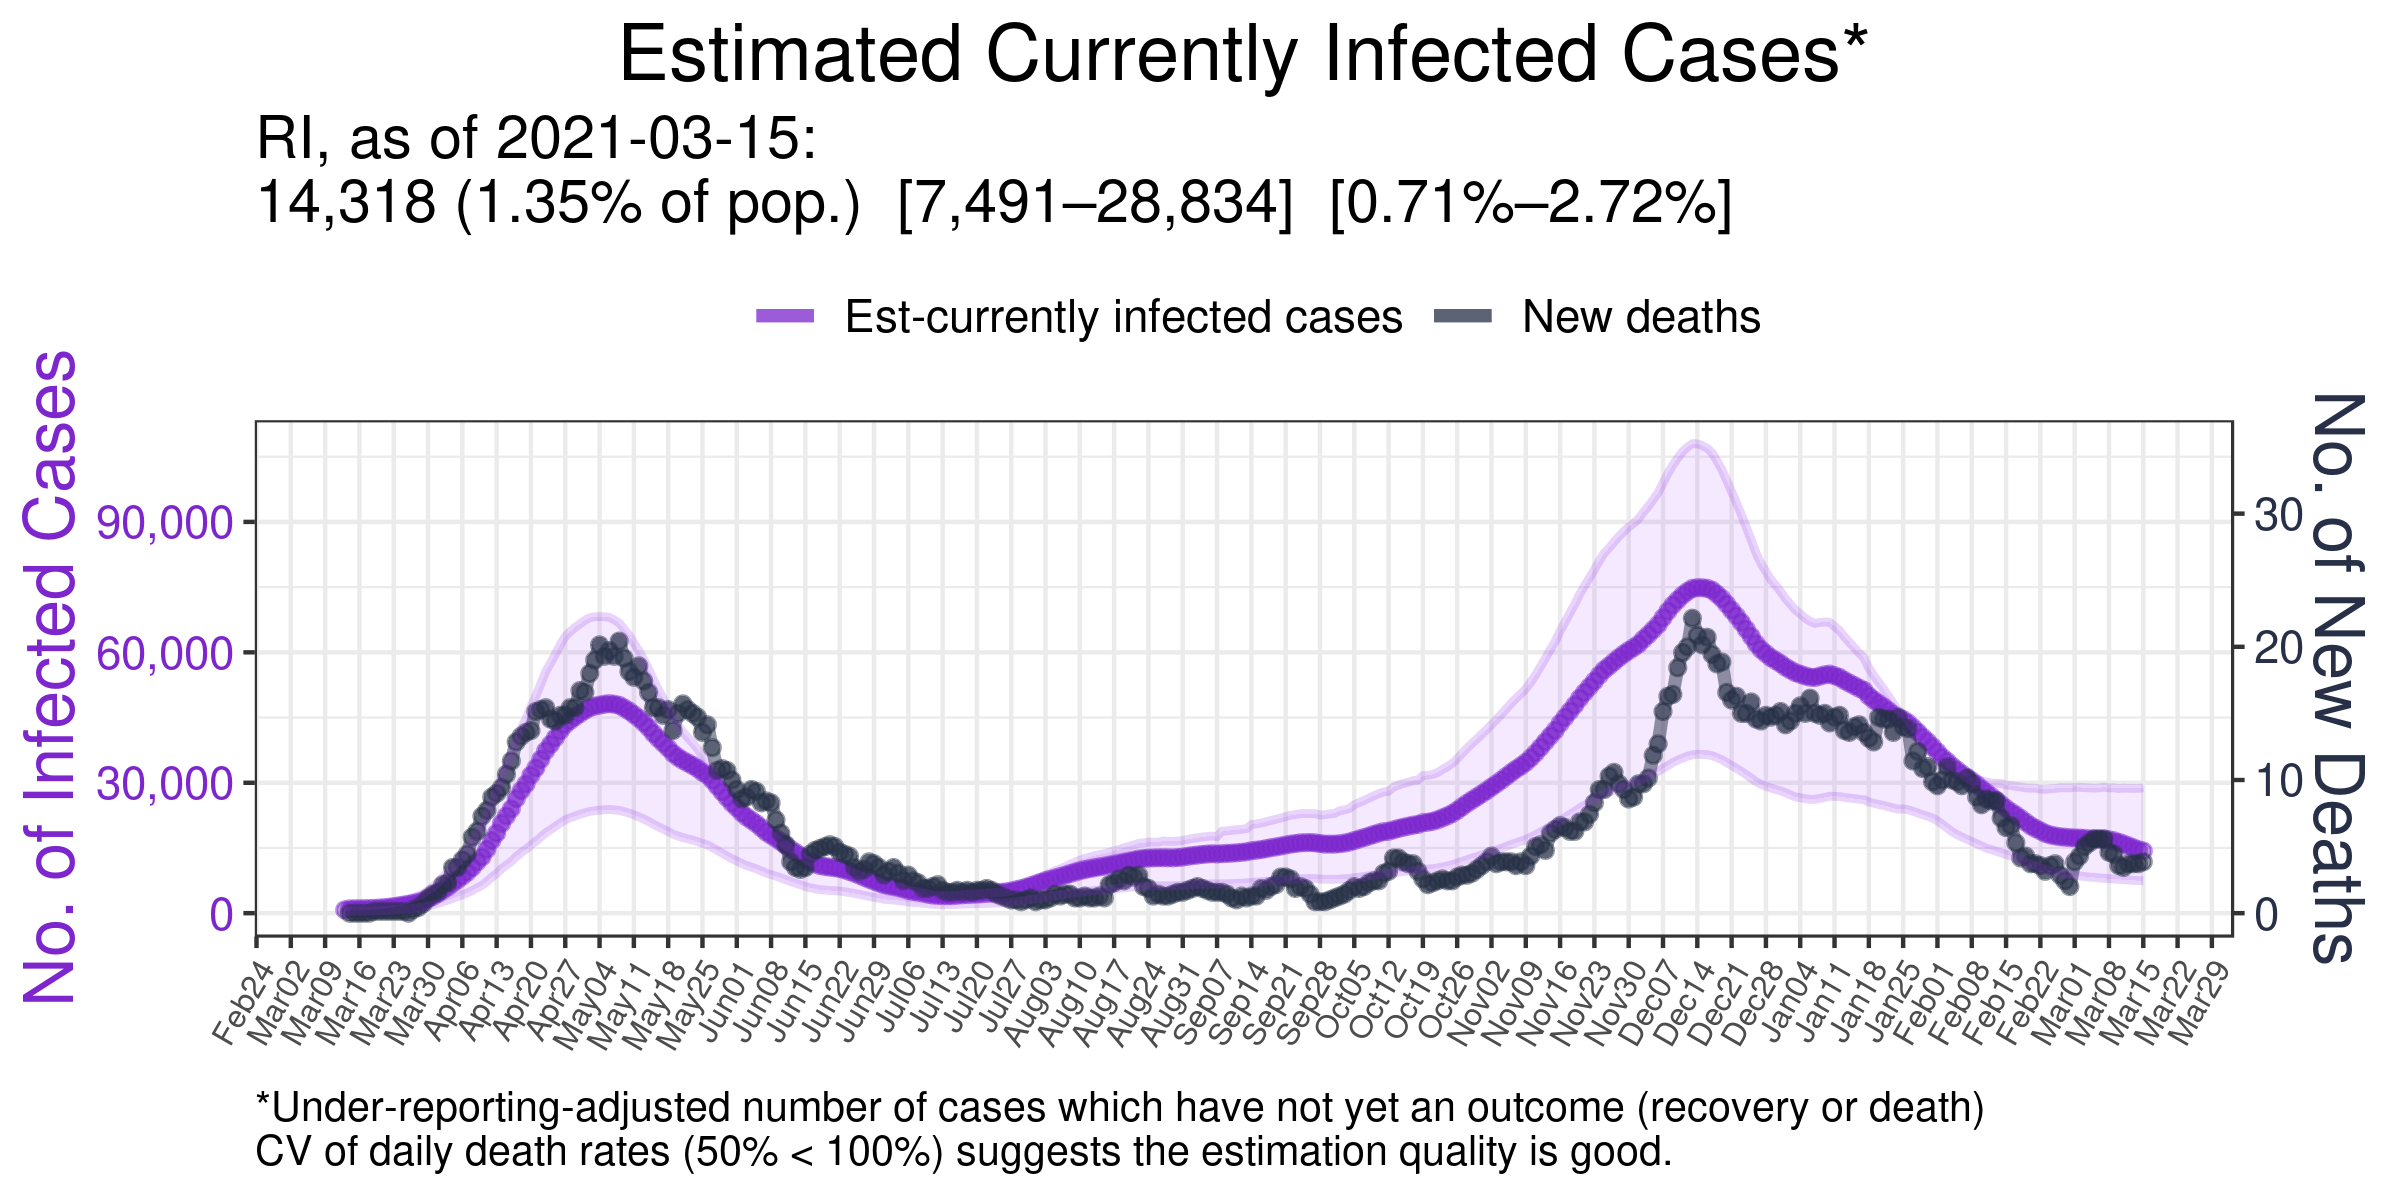 Estimated Currently Infected Cases*
RI, as of 2021-03-15:
14,318 (1.35% of pop.) [7,491–28,834] [0.71%–2.72%]
Est-currently infected cases
New deaths
No. of Infected Cases
90,000
60,000
30,000
0
30
20
10
0
No. of New Deaths
Feb24
Mar02
Mar09
Mar16
Mar23
Mar30
Apr06
Apr13
Apr20
Apr27
May04
May11
May18
May25
Jun01
Jun08
Jun15
Jun22
Jun29
Jul06
Jul13
Jul20
Jul27
Aug03
Aug10
Aug17
Aug24
Aug31
Sep07
Sep14
Sep21
Sep28
Oct05
Oct12
Oct19
Oct26
Nov02
Nov09
Nov16
Nov23
Nov30
Dec07
Dec14
Dec21
Dec28
Jan04
Jan11
Jan18
Jan25
Feb01
Feb08
Feb15
Feb22
Mar01
Mar08
Mar15
Mar22
Mar29
*Under-reporting-adjusted number of cases which have not yet an outcome (recovery or death)
CV of daily death rates (50% < 100%) suggests the estimation quality is good.